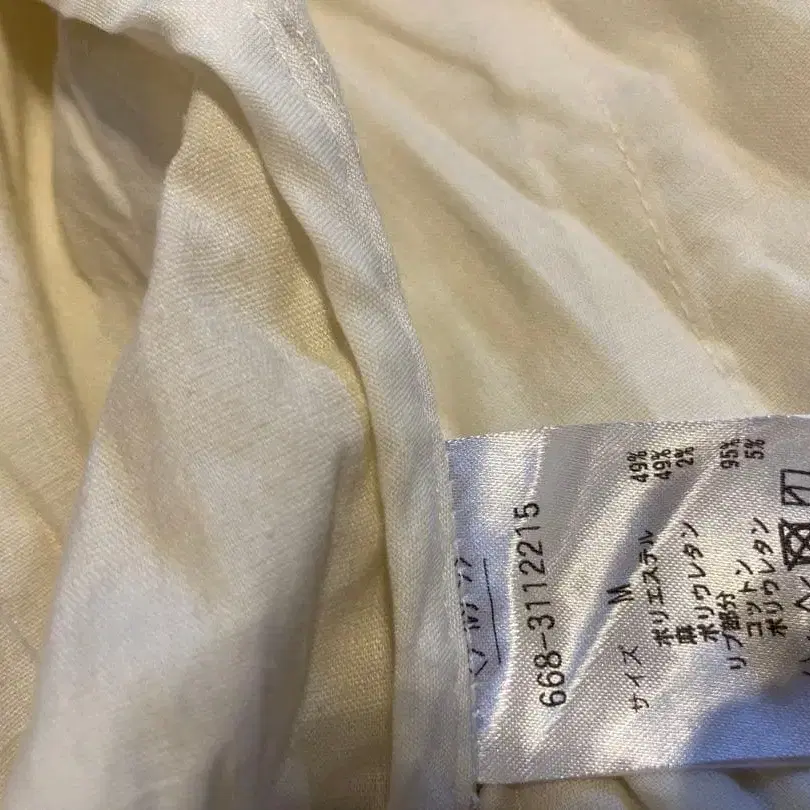 668-3112215
サイズ M
ポリエステル 49%
麻 49%
ポリウレタン 2%
リブ部分
コットン 95%
ポリウレタン 5%